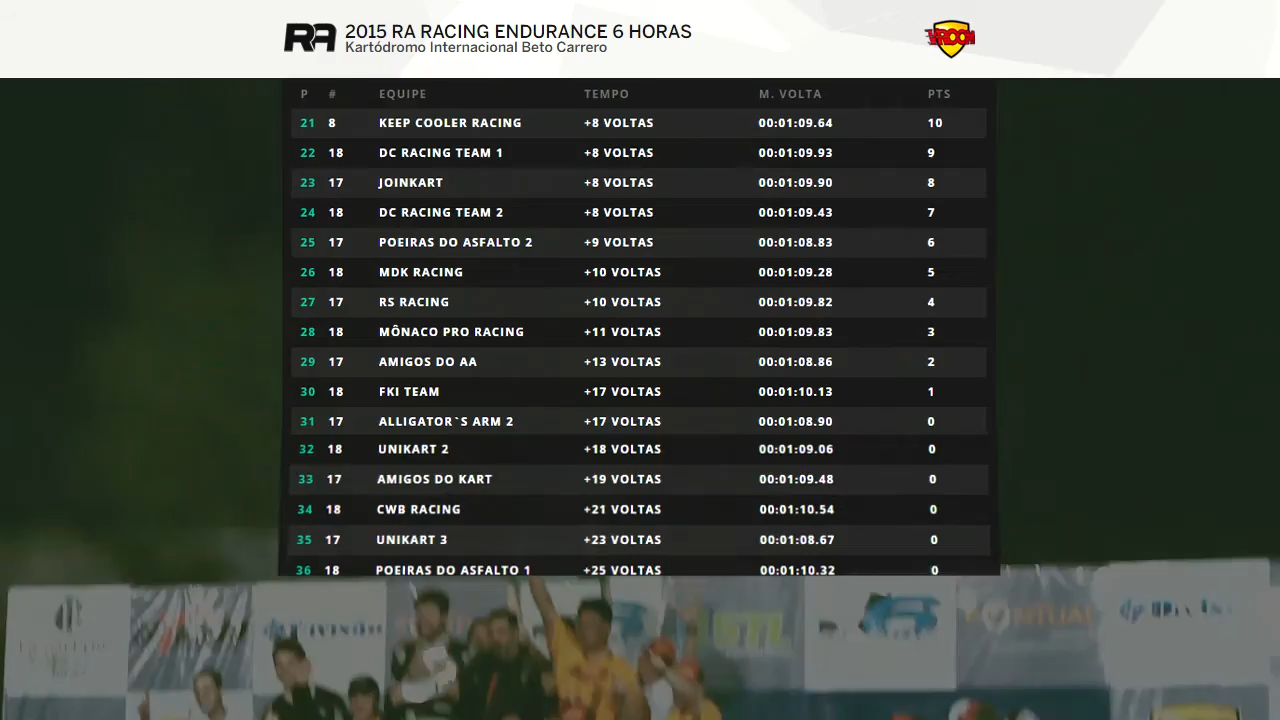 RA 2015 RA RACING ENDURANCE 6 HORAS
Kartódromo Internacional Beto Carrero
VROOM
P # EQUIPE TEMPO M. VOLTA PTS
21 8 KEEP COOLER RACING +8 VOLTAS 00:01:09.64 10
22 18 DC RACING TEAM 1 +8 VOLTAS 00:01:09.93 9
23 17 JOINKART +8 VOLTAS 00:01:09.90 8
24 18 DC RACING TEAM 2 +8 VOLTAS 00:01:09.43 7
25 17 POEIRAS DO ASFALTO 2 +9 VOLTAS 00:01:08.83 6
26 18 MDK RACING +10 VOLTAS 00:01:09.28 5
27 17 RS RACING +10 VOLTAS 00:01:09.82 4
28 18 MÔNACO PRO RACING +11 VOLTAS 00:01:09.83 3
29 17 AMIGOS DO AA +13 VOLTAS 00:01:08.86 2
30 18 FKI TEAM +17 VOLTAS 00:01:10.13 1
31 17 ALLIGATOR`S ARM 2 +17 VOLTAS 00:01:08.90 0
32 18 UNIKART 2 +18 VOLTAS 00:01:09.06 0
33 17 AMIGOS DO KART +19 VOLTAS 00:01:09.48 0
34 18 CWB RACING +21 VOLTAS 00:01:10.54 0
35 17 UNIKART 3 +23 VOLTAS 00:01:08.67 0
36 18 POEIRAS DO ASFALTO 1 +25 VOLTAS 00:01:10.32 0